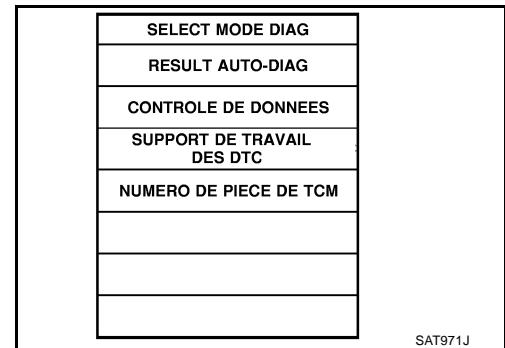 SELECT MODE DIAG
RESULT AUTO-DIAG
CONTROLE DE DONNEES
SUPPORT DE TRAVAIL
DES DTC
NUMERO DE PIECE DE TCM
SAT971J